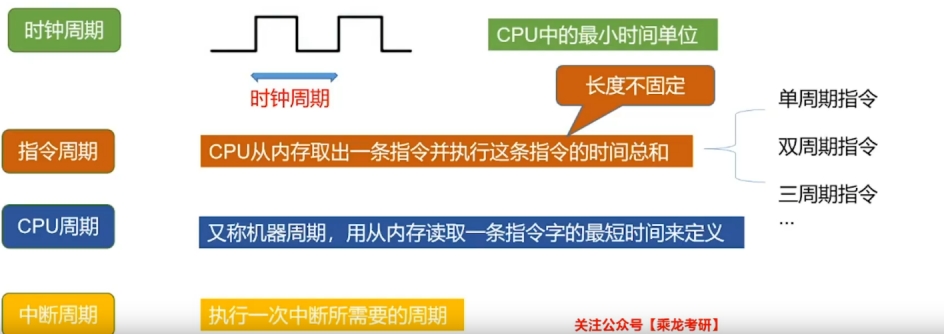 时钟周期
CPU中的最小时间单位
时钟周期
长度不固定
单周期指令
指令周期
CPU从内存取出一条指令并执行这条指令的时间总和
双周期指令
三周期指令
...
CPU周期
又称机器周期，用从内存读取一条指令字的最短时间来定义
中断周期
执行一次中断所需要的周期
关注公众号【乘龙考研】